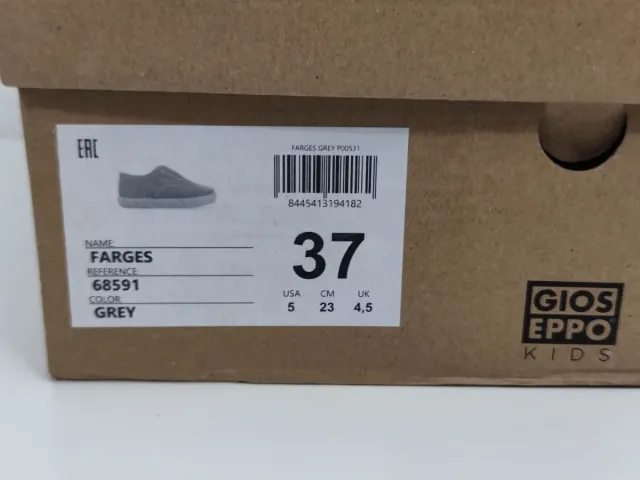 EAC
FARGES GREY P00531
8445413194182
NAME:
FARGES
REFERENCE:
68591
COLOR:
GREY
37
USA CM UK
5 23 4,5
GIOS
EPPO
KIDS